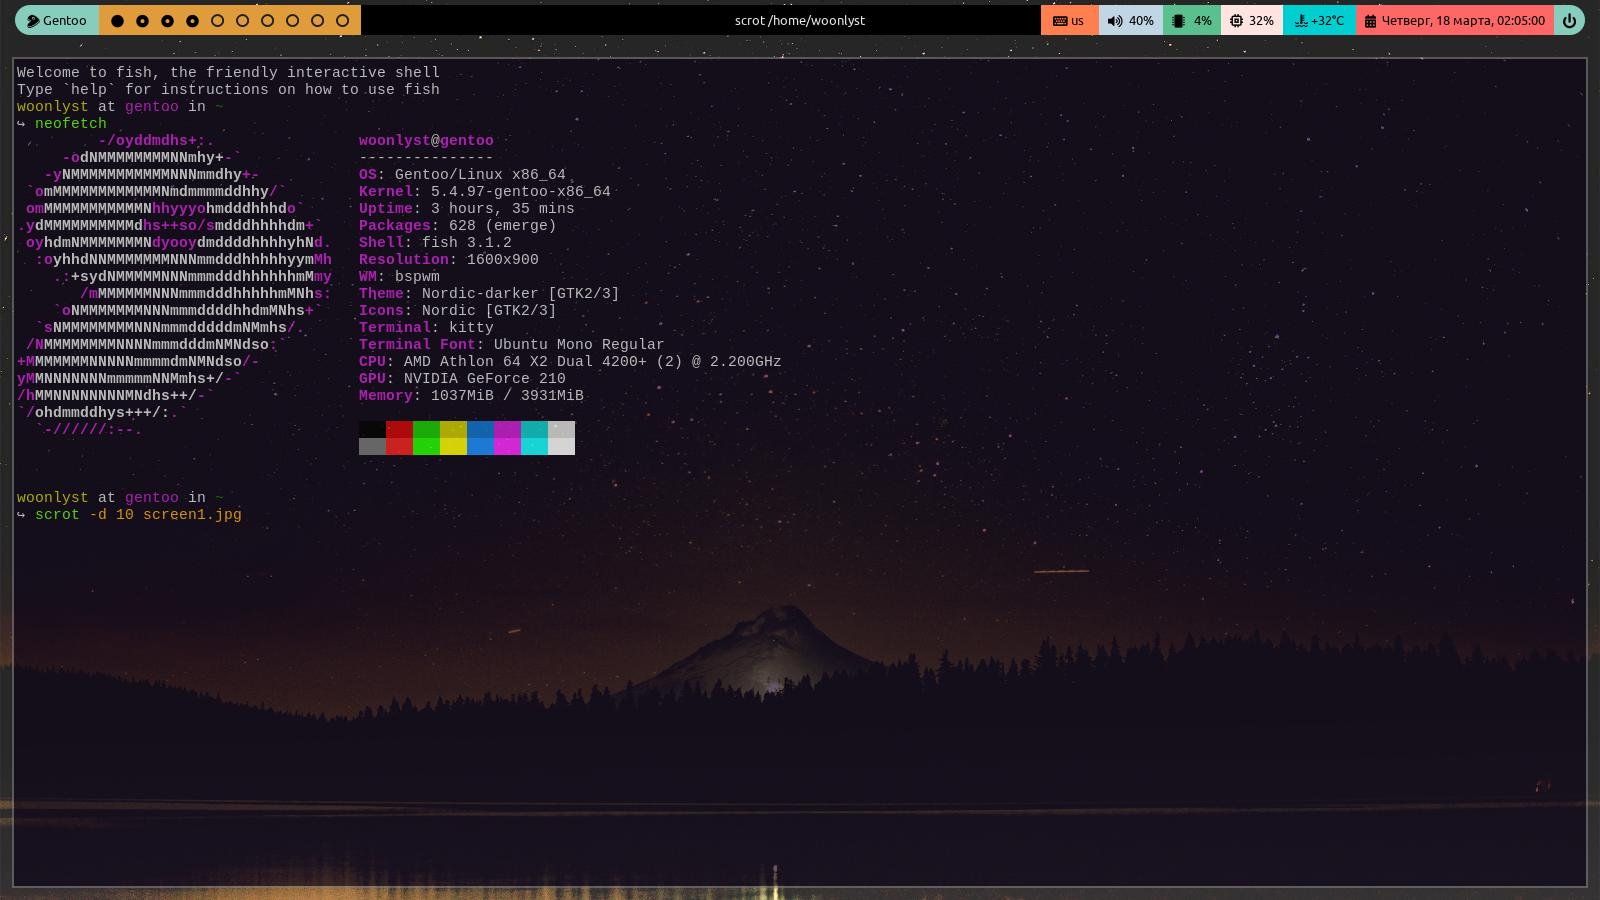 Gentoo
scrot /home/woonlyst
us
40%
4%
32%
+32°C
Четверг, 18 марта, 02:05:00
Welcome to fish, the friendly interactive shell
Type `help` for instructions on how to use fish
woonlyst at gentoo in ~
↪ neofetch
-/oyddmdhs+:.
-odNMMMMMMMMNNmhy+-`
-yNMMMMMMMMMMMNNNmmdhy+-
`omMMMMMMMMMMMMNmdmmmmddhhy/`
omMMMMMMMMMMMNhhyyyohmdddhhhdo`
.ydMMMMMMMMMMdhs++so/smdddhhhhdm+`
oyhdmNMMMMMMMNdyooydmddddhhhhyhNd.
:oyhhdNNMMMMMMMNNNmmdddhhhhhyymMh
.:+sydNMMMMMNNNmmmdddhhhhhhmMmy
/mMMMMMMNNNmmmdddhhhhhmMNhs:
`oNMMMMMMMNNNmmmddddhhdmMNhs+`
`sNMMMMMMMMNNNmmmdddddmNMmhs/.
/NMMMMMMMMNNNNmmmdddmNMNdso:`
+MMMMMMMNNNNNmmmmdmNMNdso/-
yMMNNNNNNNmmmmmNNMmhs+/-`
/hMMNNNNNNNNMNdhs++/-`
`/ohdmmddhys+++/:.`
`-//////:--.
woonlyst@gentoo
---------------
OS: Gentoo/Linux x86_64
Kernel: 5.4.97-gentoo-x86_64
Uptime: 3 hours, 35 mins
Packages: 628 (emerge)
Shell: fish 3.1.2
Resolution: 1600x900
WM: bspwm
Theme: Nordic-darker [GTK2/3]
Icons: Nordic [GTK2/3]
Terminal: kitty
Terminal Font: Ubuntu Mono Regular
CPU: AMD Athlon 64 X2 Dual 4200+ (2) @ 2.200GHz
GPU: NVIDIA GeForce 210
Memory: 1037MiB / 3931MiB
woonlyst at gentoo in ~
↪ scrot -d 10 screen1.jpg